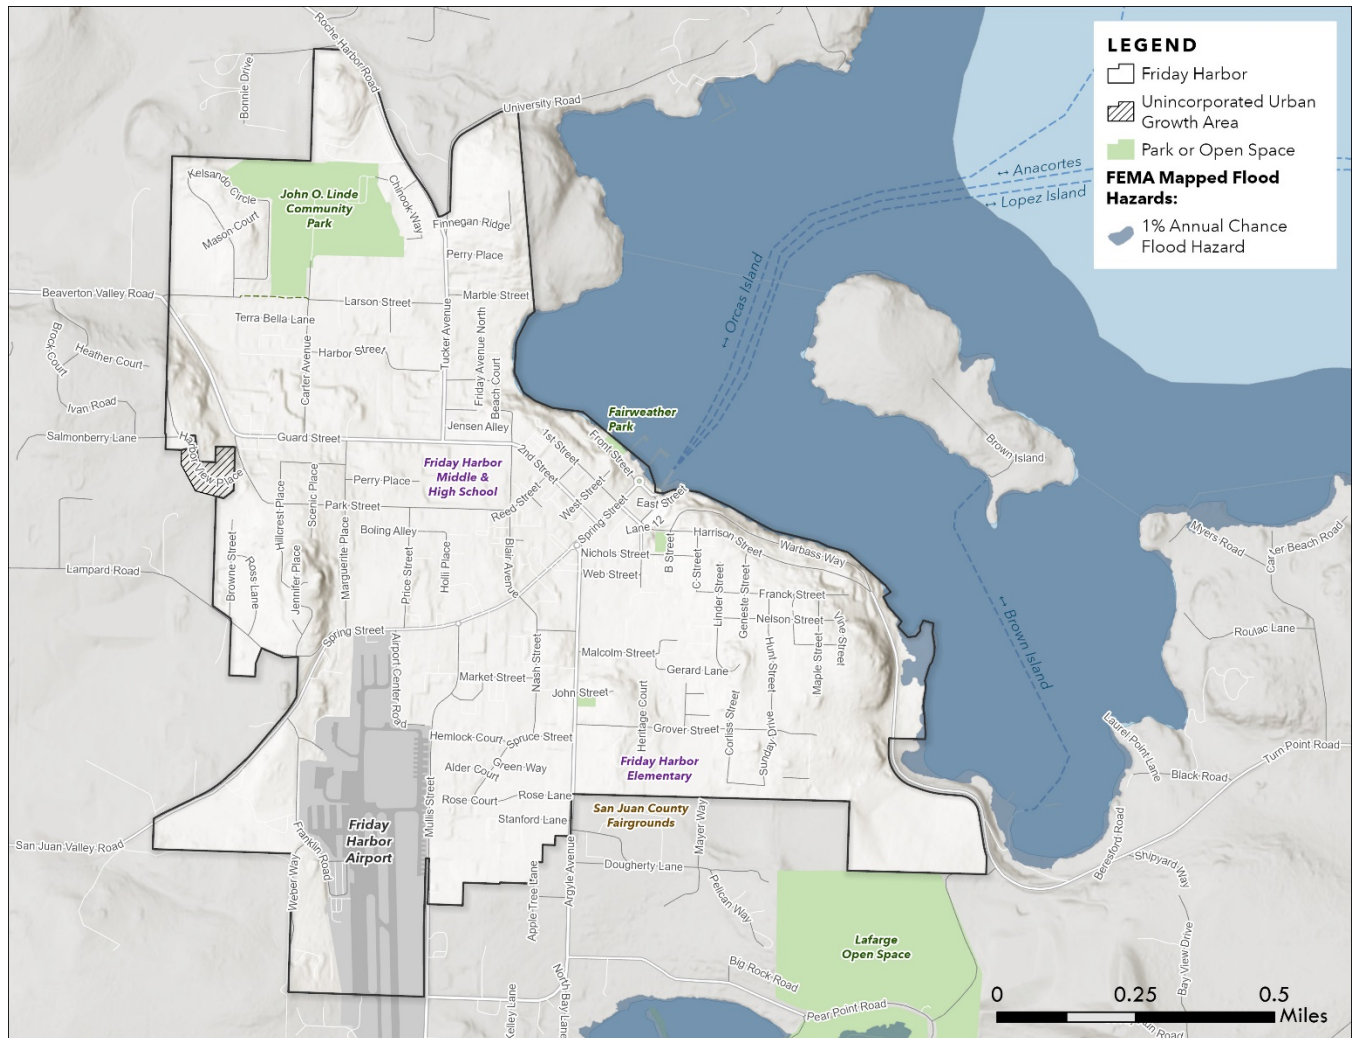 LEGEND
Friday Harbor
Unincorporated Urban
Growth Area
Park or Open Space
FEMA Mapped Flood
Hazards:
1% Annual Chance
Flood Hazard
Roche Harbor Road
Bonnie Drive
University Road
↔ Anacortes
↔ Lopez Island
Kelsando Circle
John O. Linde
Community
Park
Chinook Way
Mason Court
Finnegan Ridge
Perry Place
↔ Orcas Island
Beaverton Valley Road
Larson Street
Marble Street
Terra Bella Lane
Tucker Avenue
Friday Avenue North
Brock Court
Heather Court
Carter Avenue
Harbor Street
Beach Court
Ivan Road
Fairweather
Park
Jensen Alley
Salmonberry Lane
Harbor View Place
Guard Street
1st Street
Front Street
2nd Street
Brown Island
Friday Harbor
Middle &
High School
Perry Place
Scenic Place
Hillcrest Place
Reed Street
West Street
East Street
Park Street
Spring Street
Lane 12
Marguerite Place
Boling Alley
Harrison Street
Warbass Way
Myers Road
Carter Beach Road
Browne Street
Ross Lane
Jennifer Place
Price Street
Holli Place
Blair Avenue
Nichols Street
B Street
C Street
Web Street
Lampard Road
Linder Street
Geneste Street
Franck Street
Nelson Street
Vine Street
↔ Brown Island
Roulac Lane
Spring Street
Airport Center Road
Nash Street
Malcolm Street
Gerard Lane
Hunt Street
Maple Street
Market Street
John Street
Heritage Court
Corliss Street
Sunday Drive
Grover Street
Laurel Point Lane
Hemlock Court
Spruce Street
Turn Point Road
Green Way
Alder Court
Friday Harbor
Elementary
Black Road
Mullis Street
Rose Court
Rose Lane
Stanford Lane
San Juan County
Fairgrounds
Mayer Way
Friday
Harbor
Airport
Franklin Road
San Juan Valley Road
Weber Way
Beresford Road
Shipyard Way
Dougherty Lane
Apple Tree Lane
Argyle Avenue
Pelican Way
Lafarge
Open Space
Bay View Drive
Big Rock Road
North Bay Lane
Kelley Lane
Pear Point Road
0 0.25 0.5
Miles